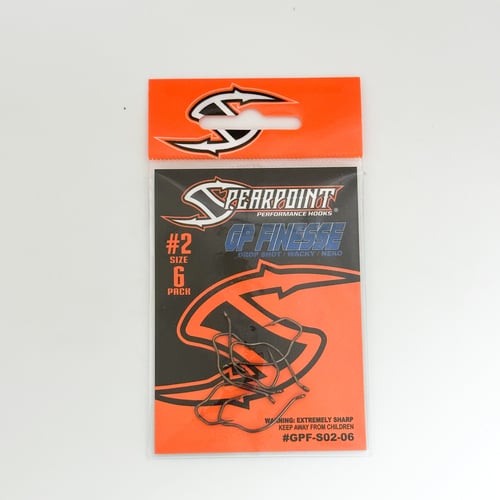 SPEARPOINT
PERFORMANCE HOOKS®
GP FINESSE
DROP SHOT / WACKY / NEKO
#2
SIZE
6
PACK
WARNING: EXTREMELY SHARP
KEEP AWAY FROM CHILDREN
#GPF-S02-06